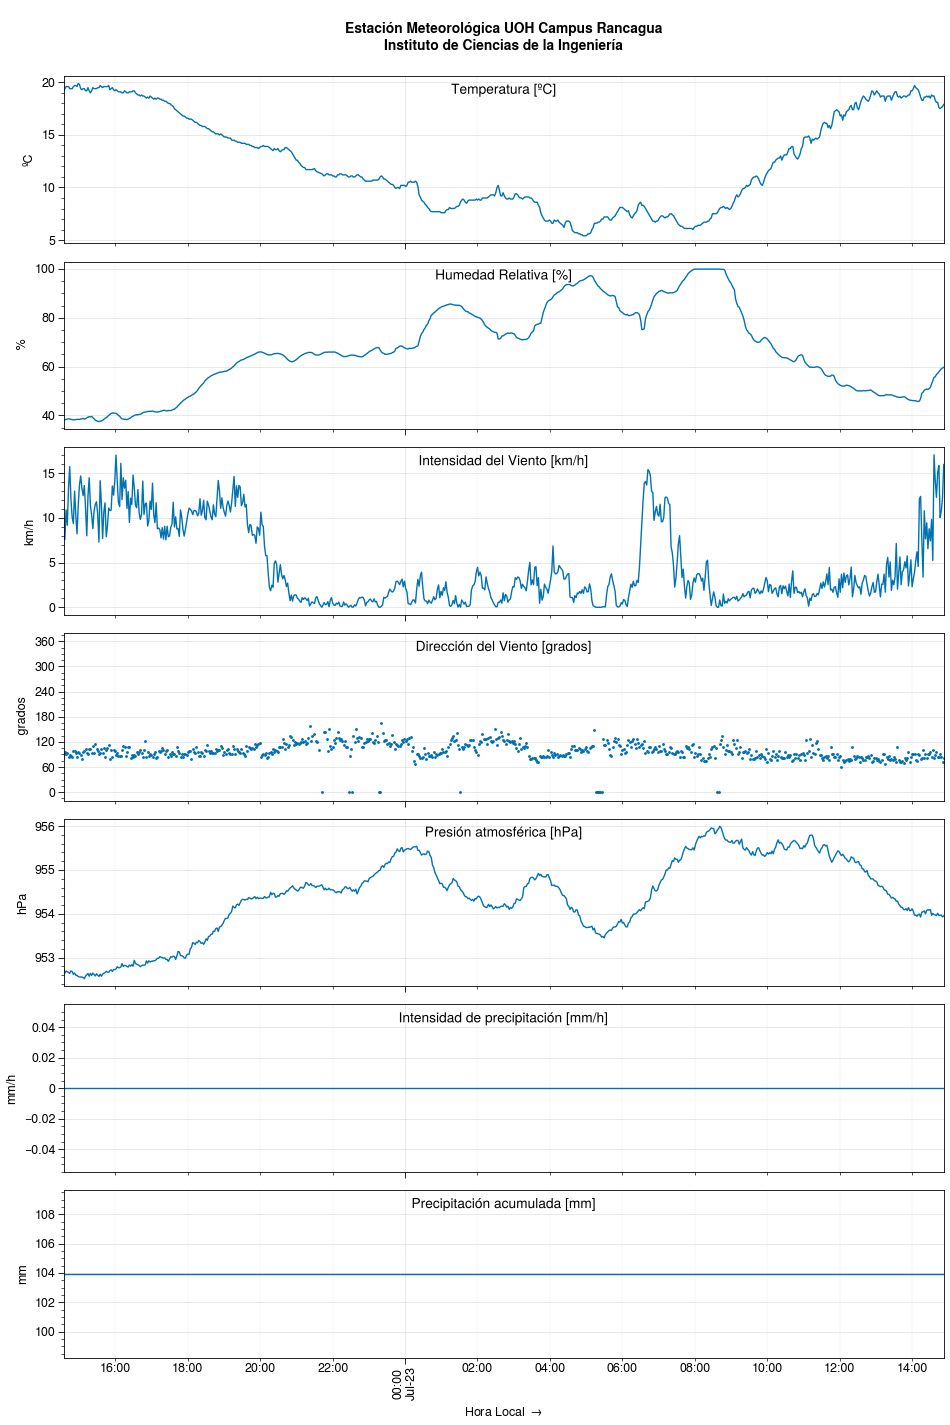 Estación Meteorológica UOH Campus Rancagua
Instituto de Ciencias de la Ingeniería
Temperatura [ºC]
20
15
10
5
ºC
Humedad Relativa [%]
100
80
60
40
%
Intensidad del Viento [km/h]
15
10
5
0
km/h
Dirección del Viento [grados]
360
300
240
180
120
60
0
grados
Presión atmosférica [hPa]
956
955
954
953
hPa
Intensidad de precipitación [mm/h]
0.04
0.02
0
−0.02
−0.04
mm/h
Precipitación acumulada [mm]
108
106
104
102
100
mm
16:00 18:00 20:00 22:00 00:00 02:00 04:00 06:00 08:00 10:00 12:00 14:00
Jul-23
Hora Local →